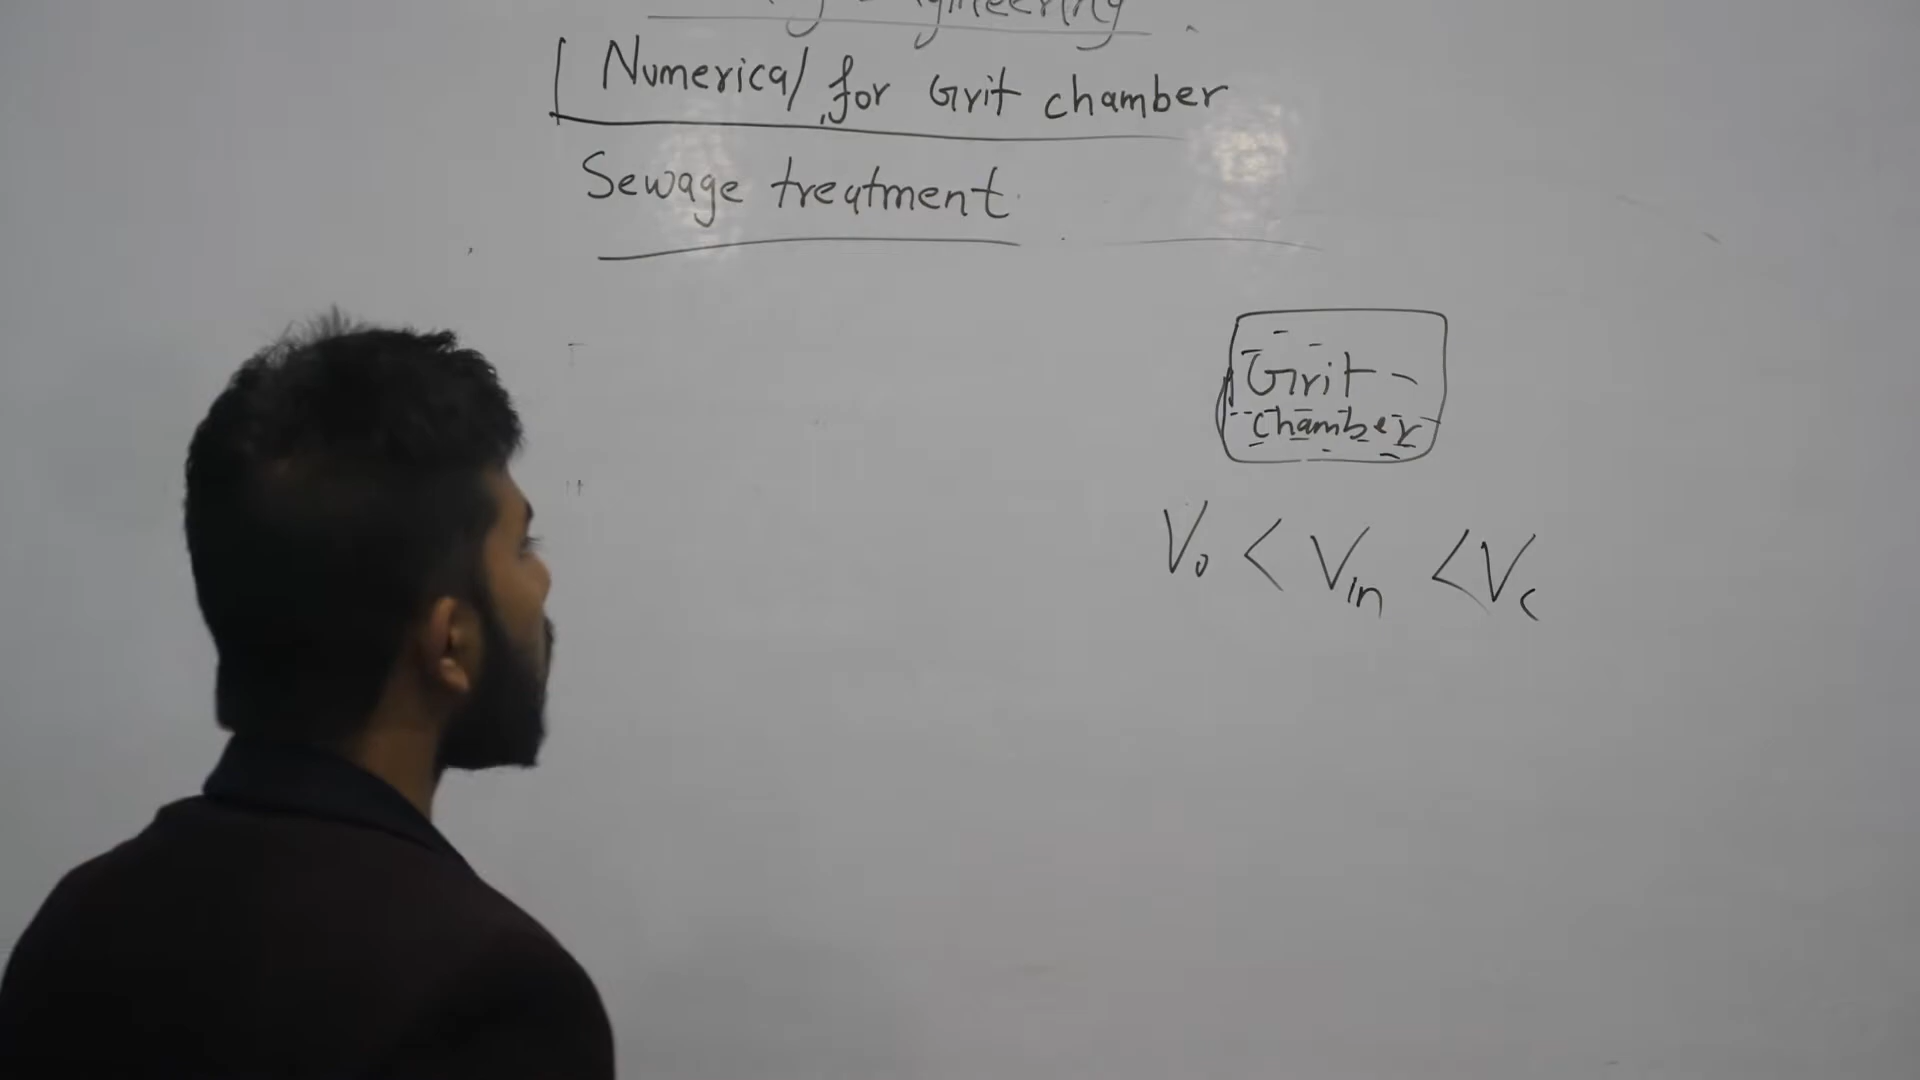 Numerical for Grit chamber
Sewage treatment
Grit
chamber
V₀ < Vin < Vc